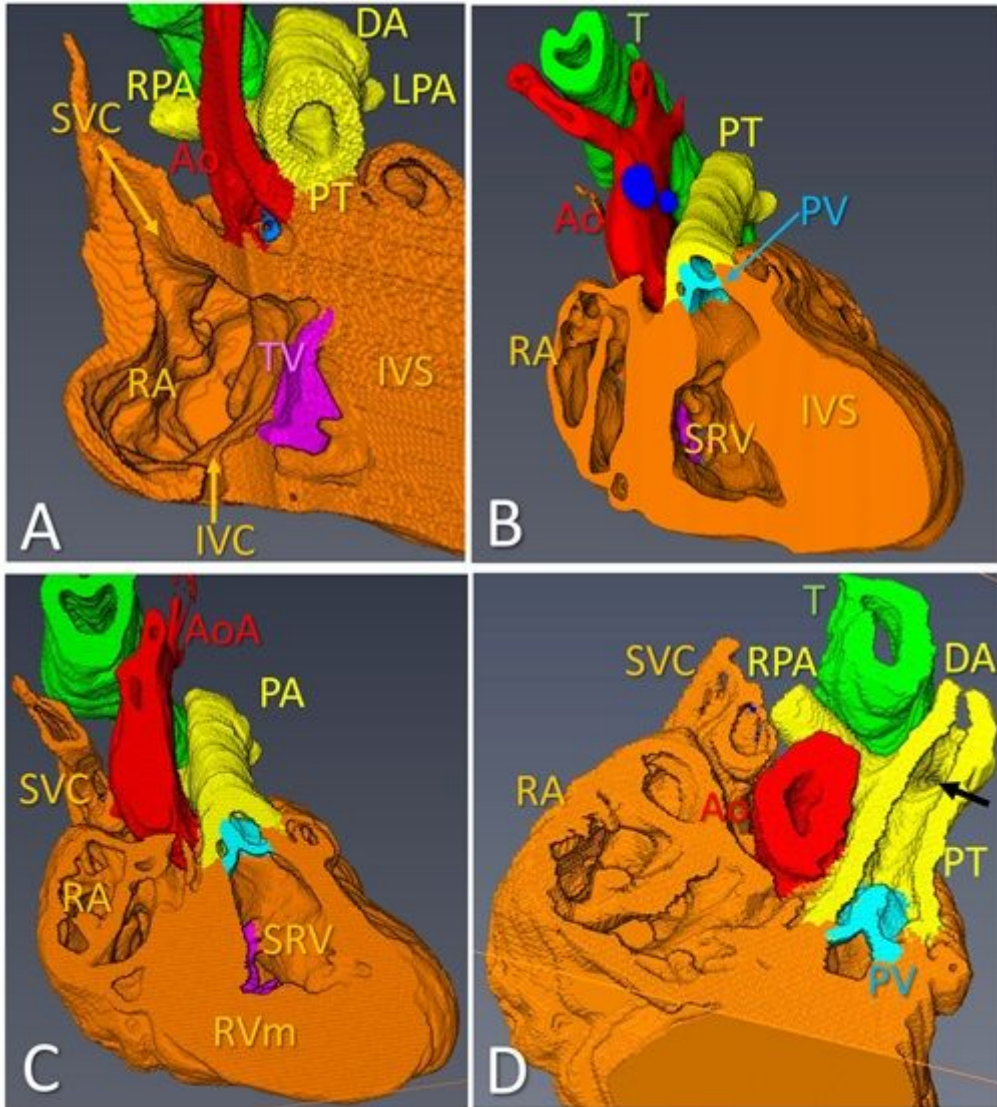 DA
RPA
LPA
SVC
Ao
PT
TV
RA
IVS
A
IVC
T
PT
PV
Ao
RA
IVS
SRV
B
AoA
PA
SVC
RA
SRV
RVm
C
T
SVC
RPA
DA
RA
Ao
PT
PV
D